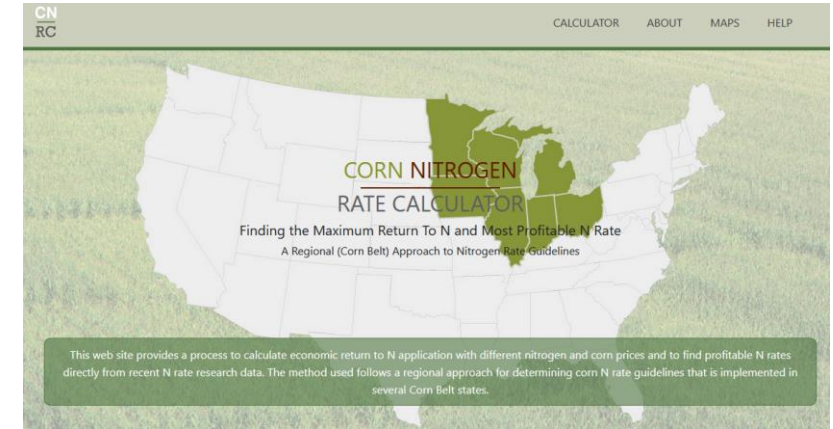 CN
RC
CALCULATOR ABOUT MAPS HELP
CORN NITROGEN
RATE CALCULATOR
Finding the Maximum Return To N and Most Profitable N Rate
A Regional (Corn Belt) Approach to Nitrogen Rate Guidelines
This web site provides a process to calculate economic return to N application with different nitrogen and corn prices and to find profitable N rates
directly from recent N rate research data. The method used follows a regional approach for determining corn N rate guidelines that is implemented in
several Corn Belt states.